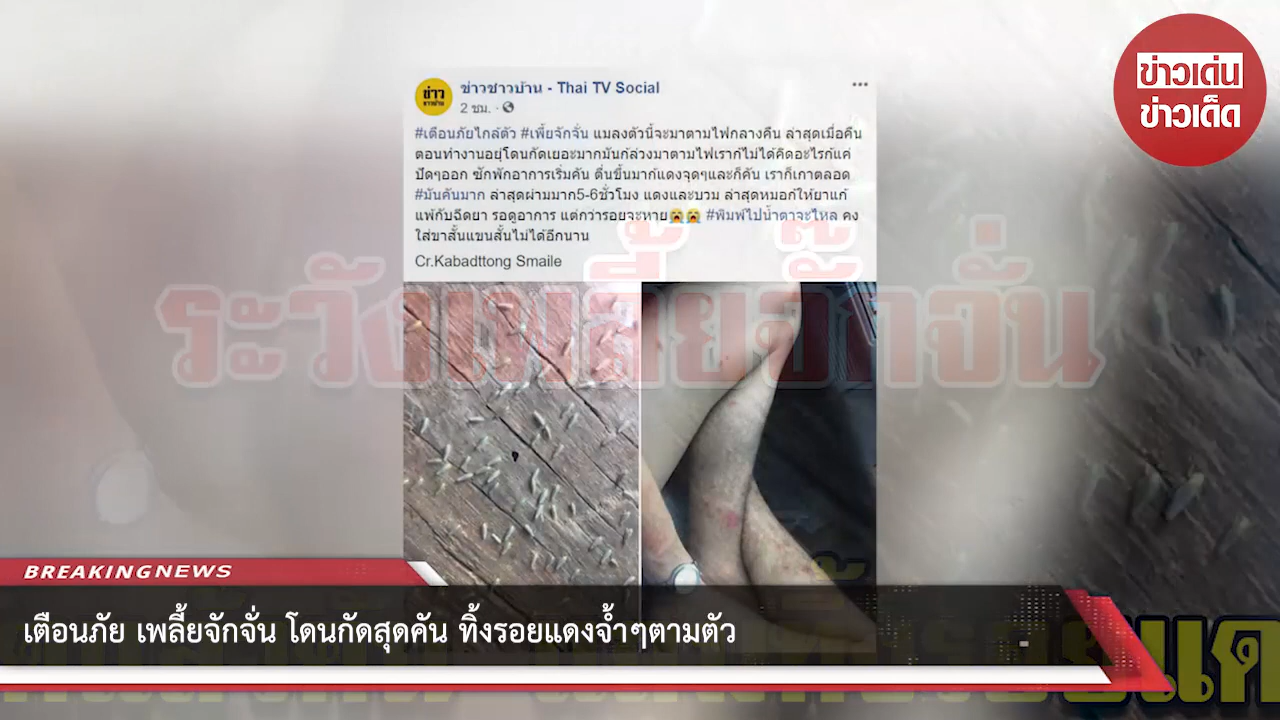 ข่าวเด่น
ข่าวเด็ด
ข่าว
ชาวบ้าน
ข่าวชาวบ้าน - Thai TV Social
2 ชม. ·
#เตือนภัยใกล้ตัว #เพี้ยจักจั่น แมลงตัวนี้จะมาตามไฟกลางคืน ล่าสุดเมื่อคืน
ตอนทำงานอยู่โดนกัดเยอะมากมันก้ล่วงมาตามไฟเราก้ไม่ได้คิดอะไรก้แค่
ปัดๆออก ซักพักอาการเริ่มคัน ตื่นขึ้นมาก้แดงจุดๆและก็คัน เราก็เกาตลอด
#มันคันมาก ล่าสุดผ่ามมาก5-6ชั่วโมง แดงและบวม ล่าสุดหมอก้ให้ยาแก้
แพ้กับฉีดยา รอดูอาการ แต่กว่ารอยจะหาย😭😭 #พิมพ์ไปน้ำตาจะไหล คง
ใส่ขาสั้นแขนสั้นไม่ได้อีกนาน
Cr.Kabadttong Smaile
ระวังเพลี้ยจั๊กจั่น
BREAKINGNEWS
เตือนภัย เพลี้ยจักจั่น โดนกัดสุดคัน ทิ้งรอยแดงจ้ำๆตามตัว